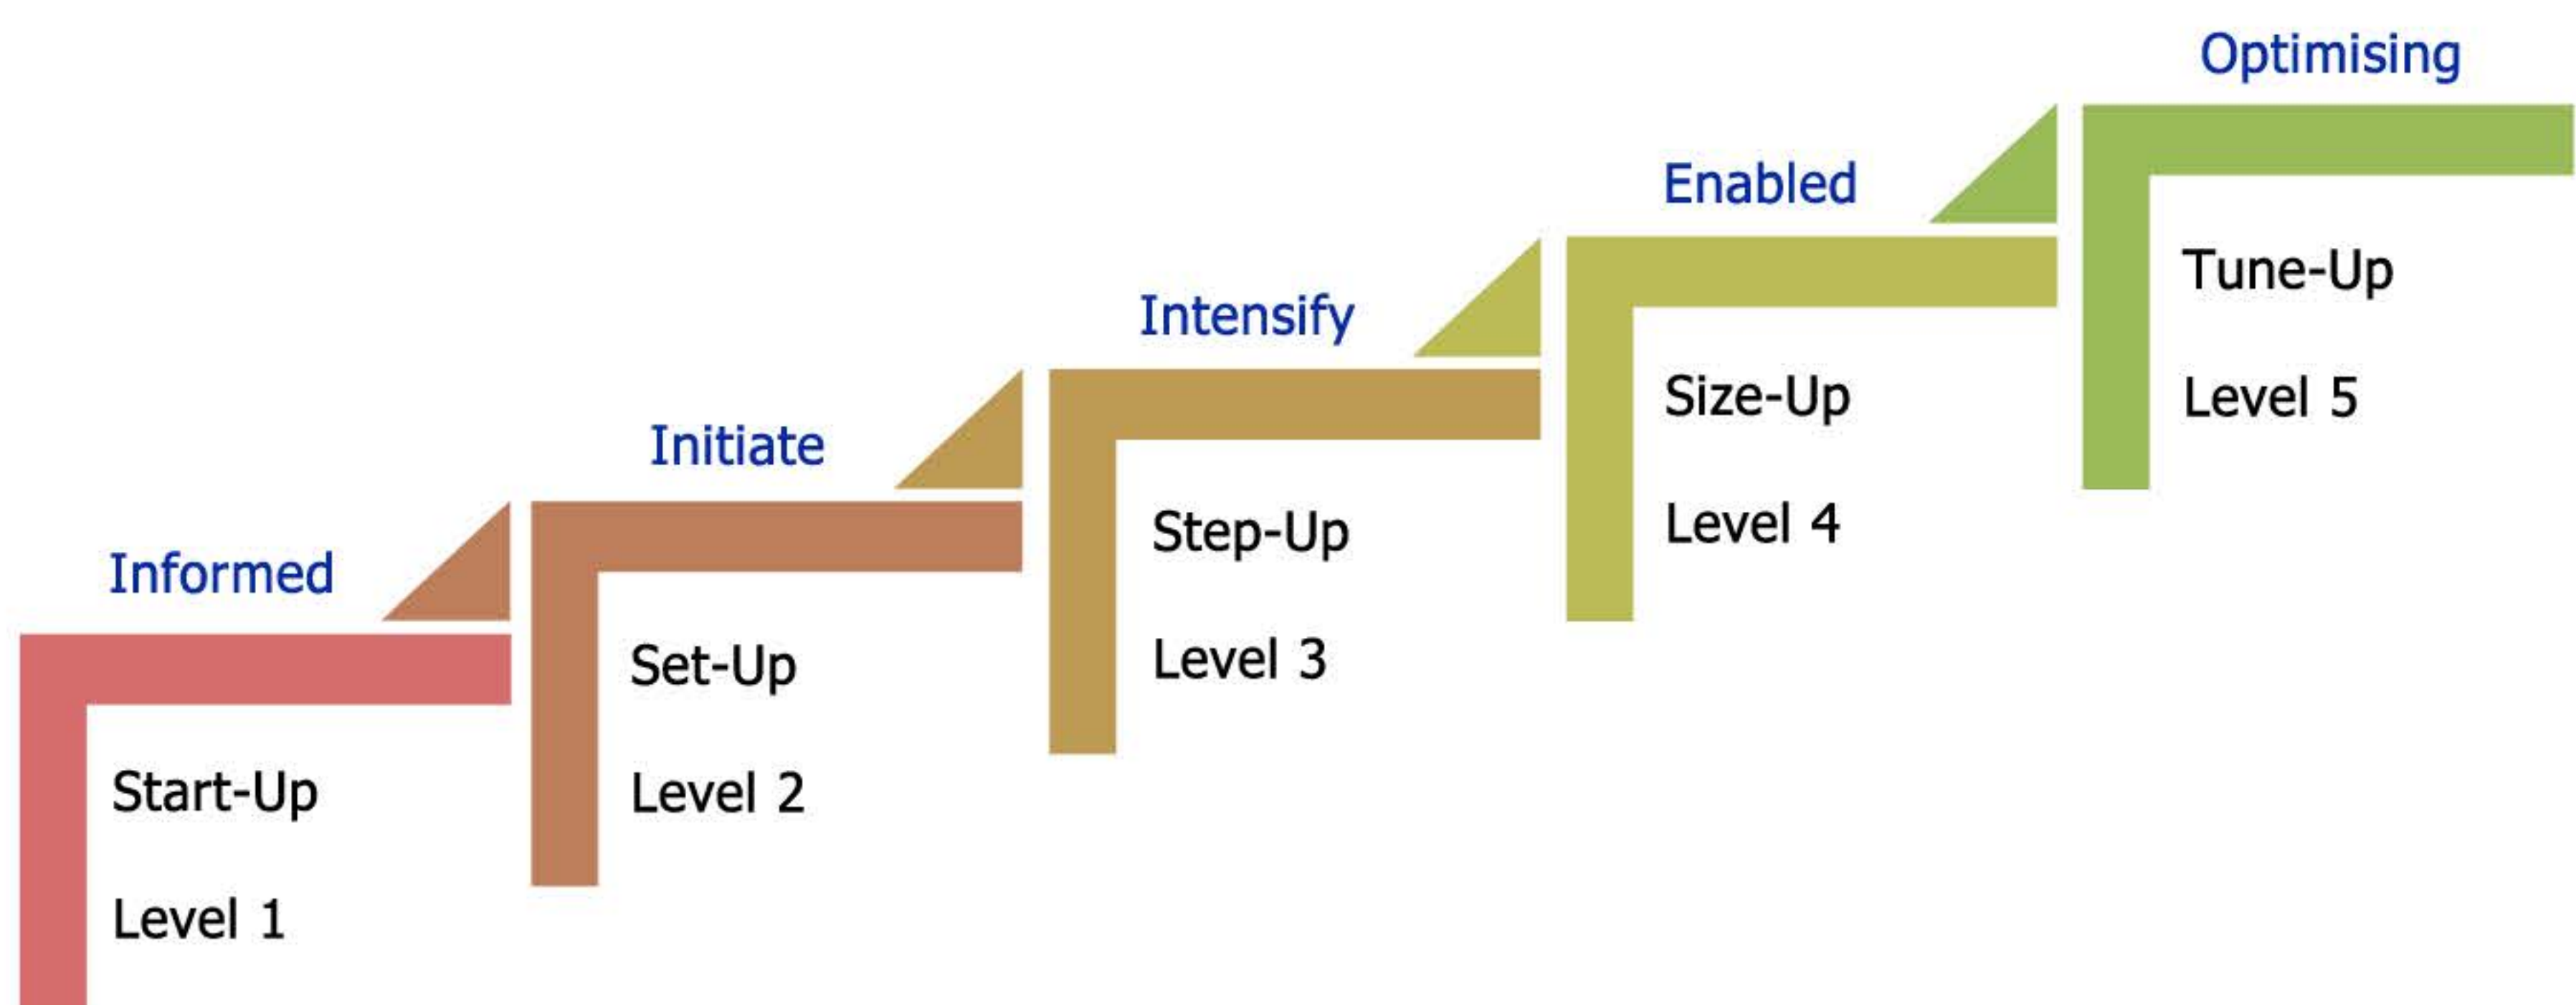 Informed
Start-Up
Level 1
Initiate
Set-Up
Level 2
Intensify
Step-Up
Level 3
Enabled
Size-Up
Level 4
Optimising
Tune-Up
Level 5